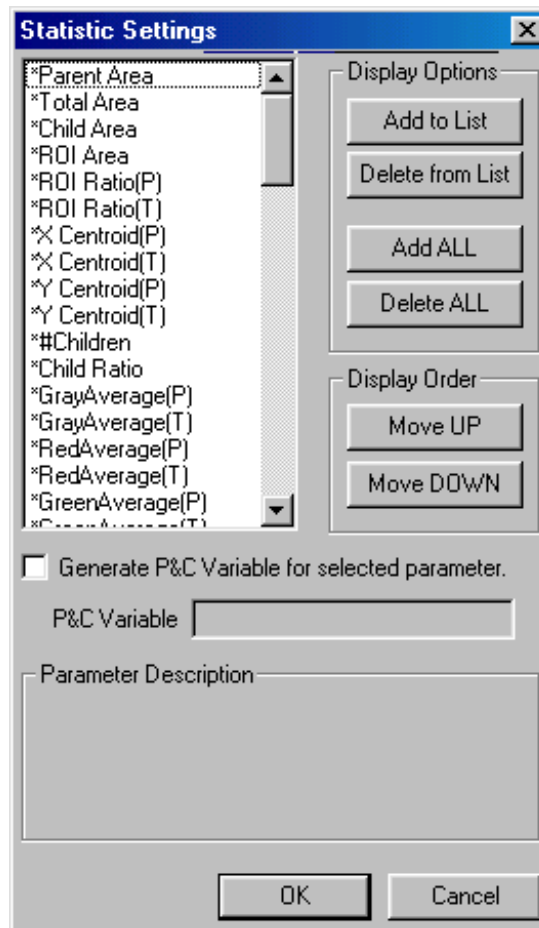 Statistic Settings
*Parent Area
*Total Area
*Child Area
*ROI Area
*ROI Ratio(P)
*ROI Ratio(T)
*X Centroid(P)
*X Centroid(T)
*Y Centroid(P)
*Y Centroid(T)
*#Children
*Child Ratio
*GrayAverage(P)
*GrayAverage(T)
*RedAverage(P)
*RedAverage(T)
*GreenAverage(P)
*GreenAverage(T)
Display Options
Add to List
Delete from List
Add ALL
Delete ALL
Display Order
Move UP
Move DOWN
Generate P&C Variable for selected parameter.
P&C Variable
Parameter Description
OK
Cancel